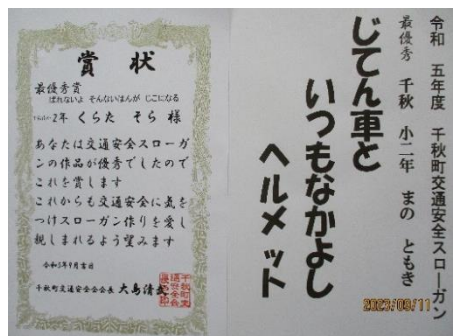 賞状
最優秀賞
ばれないよ そんないまんが じこになる
2年 くらた そら 様
あなたは交通安全スローガ
ンの作品が優秀でしたので
これを賞します
これからも交通安全に気を
つけスローガン作りを愛し
親しまれるよう望みます
令和5年9月吉日
千秋町交通安全会会長 大島清
令和 五年度 千秋町交通安全スローガン
最優秀 千秋 小二年 まの ともき
じてん車と
いつもなかよし
ヘルメット
2023/09/11